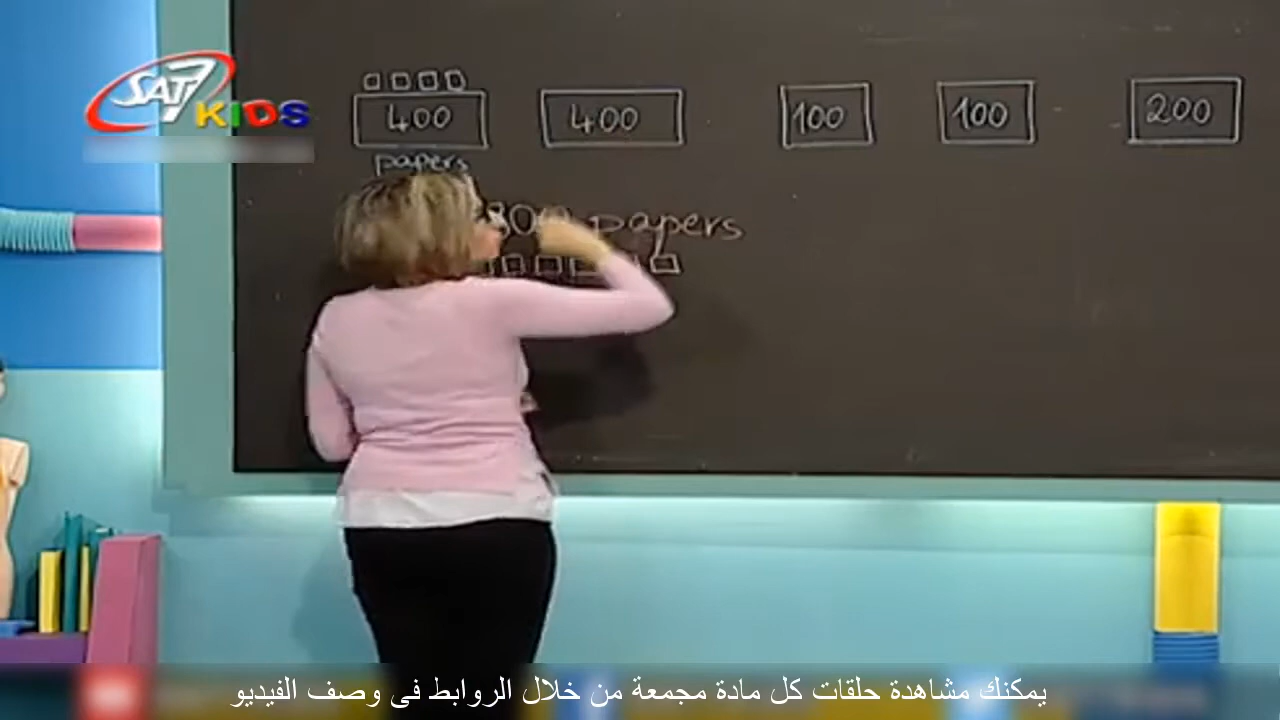 SAT7
KIDS
400 400 100 100 200
papers
800 papers
يمكنك مشاهدة حلقات كل مادة مجمعة من خلال الروابط فى وصف الفيديو